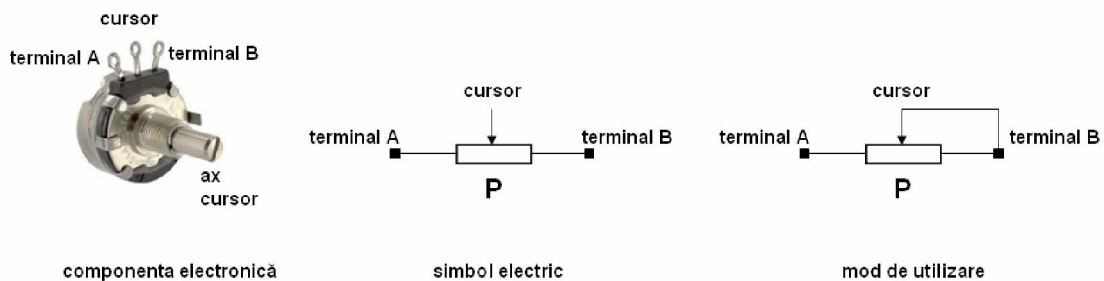 cursor
terminal A
terminal B
ax
cursor
componenta electronică
cursor
terminal A
terminal B
P
simbol electric
cursor
terminal A
terminal B
P
mod de utilizare